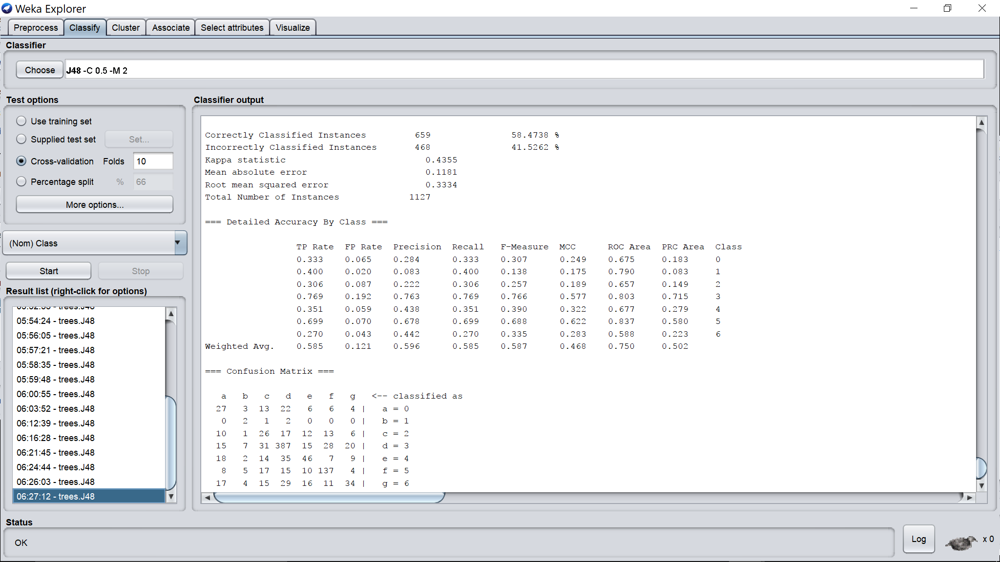 Weka Explorer
Preprocess Classify Cluster Associate Select attributes Visualize
Classifier
Choose J48 -C 0.5 -M 2
Test options
Use training set
Supplied test set Set...
Cross-validation Folds 10
Percentage split % 66
More options...
(Nom) Class
Start Stop
Result list (right-click for options)
05:52:55 - trees.J48
05:54:24 - trees.J48
05:56:05 - trees.J48
05:57:21 - trees.J48
05:58:35 - trees.J48
05:59:48 - trees.J48
06:00:55 - trees.J48
06:03:52 - trees.J48
06:12:39 - trees.J48
06:16:28 - trees.J48
06:21:45 - trees.J48
06:24:44 - trees.J48
06:26:03 - trees.J48
06:27:12 - trees.J48
Classifier output
Correctly Classified Instances 659 58.4738 %
Incorrectly Classified Instances 468 41.5262 %
Kappa statistic 0.4355
Mean absolute error 0.1181
Root mean squared error 0.3334
Total Number of Instances 1127
=== Detailed Accuracy By Class ===
TP Rate FP Rate Precision Recall F-Measure MCC ROC Area PRC Area Class
0.333 0.065 0.284 0.333 0.307 0.249 0.675 0.183 0
0.400 0.020 0.083 0.400 0.138 0.175 0.790 0.083 1
0.306 0.087 0.222 0.306 0.257 0.189 0.657 0.149 2
0.769 0.192 0.763 0.769 0.766 0.577 0.803 0.715 3
0.351 0.059 0.438 0.351 0.390 0.322 0.677 0.279 4
0.699 0.070 0.678 0.699 0.688 0.622 0.837 0.580 5
0.270 0.043 0.442 0.270 0.335 0.283 0.588 0.223 6
Weighted Avg. 0.585 0.121 0.596 0.585 0.587 0.468 0.750 0.502
=== Confusion Matrix ===
a b c d e f g <-- classified as
27 3 13 22 6 6 4 | a = 0
0 2 1 2 0 0 0 | b = 1
10 1 26 17 12 13 6 | c = 2
15 7 31 387 15 28 20 | d = 3
18 2 14 35 46 7 9 | e = 4
8 5 17 15 10 137 4 | f = 5
17 4 15 29 16 11 34 | g = 6
Status
OK
Log x 0